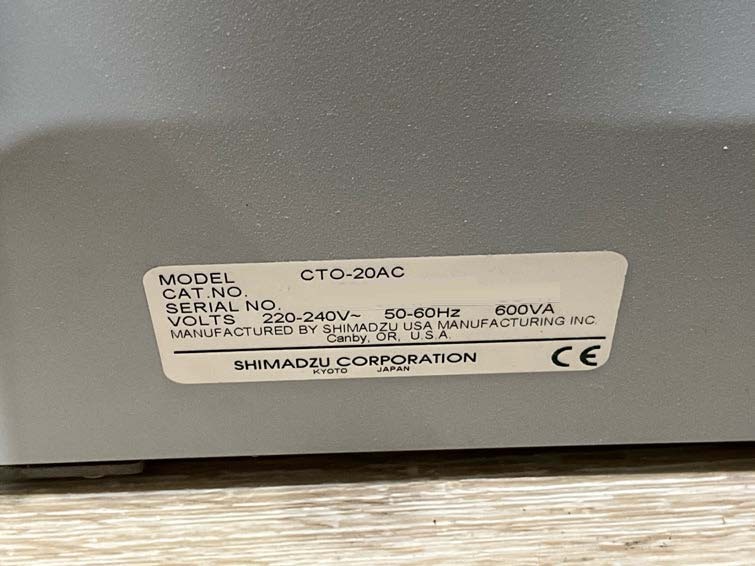 MODEL CTO-20AC
CAT.NO.
SERIAL NO.
VOLTS 220-240V~ 50-60Hz 600VA
MANUFACTURED BY SHIMADZU USA MANUFACTURING INC.
Canby, OR, U.S.A.
SHIMADZU CORPORATION CE
KYOTO JAPAN